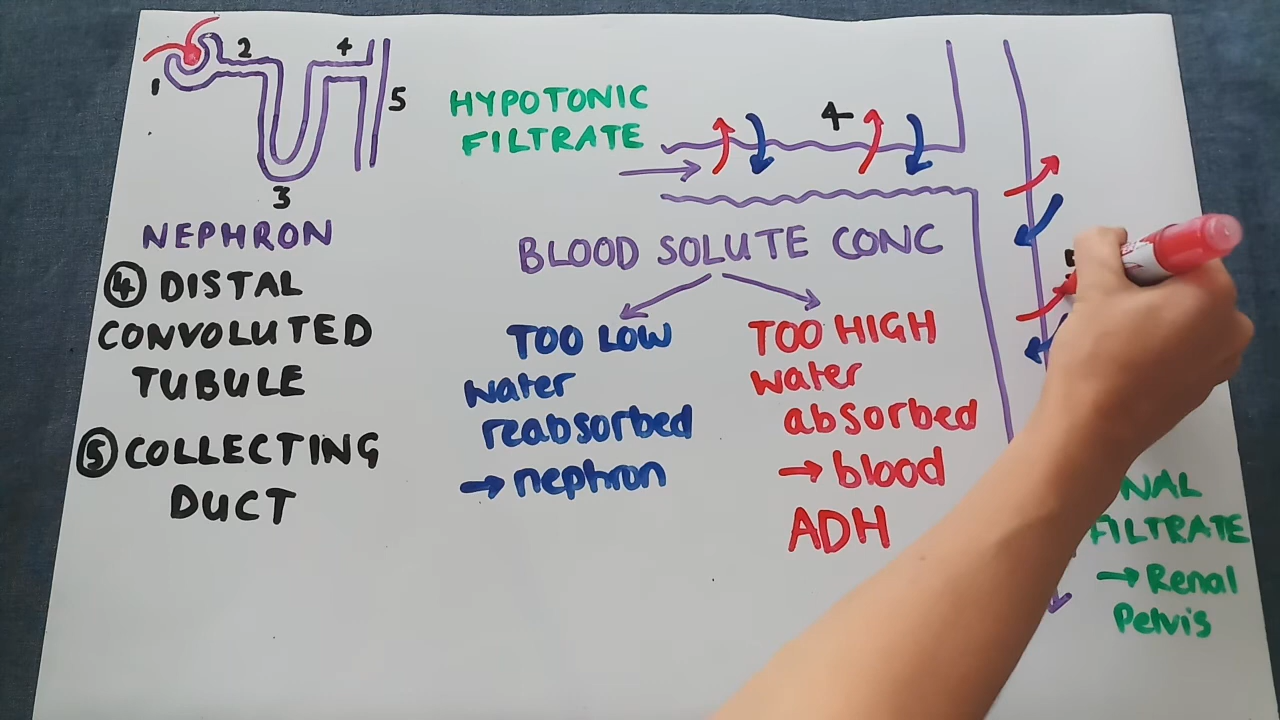 1
2
3
4
5
NEPHRON
④ DISTAL
CONVOLUTED
TUBULE
⑤ COLLECTING
DUCT
HYPOTONIC
FILTRATE
4
BLOOD SOLUTE CONC
TOO LOW
water
reabsorbed
→ nephron
TOO HIGH
water
absorbed
→ blood
ADH
FILTRATE
→ Renal
Pelvis